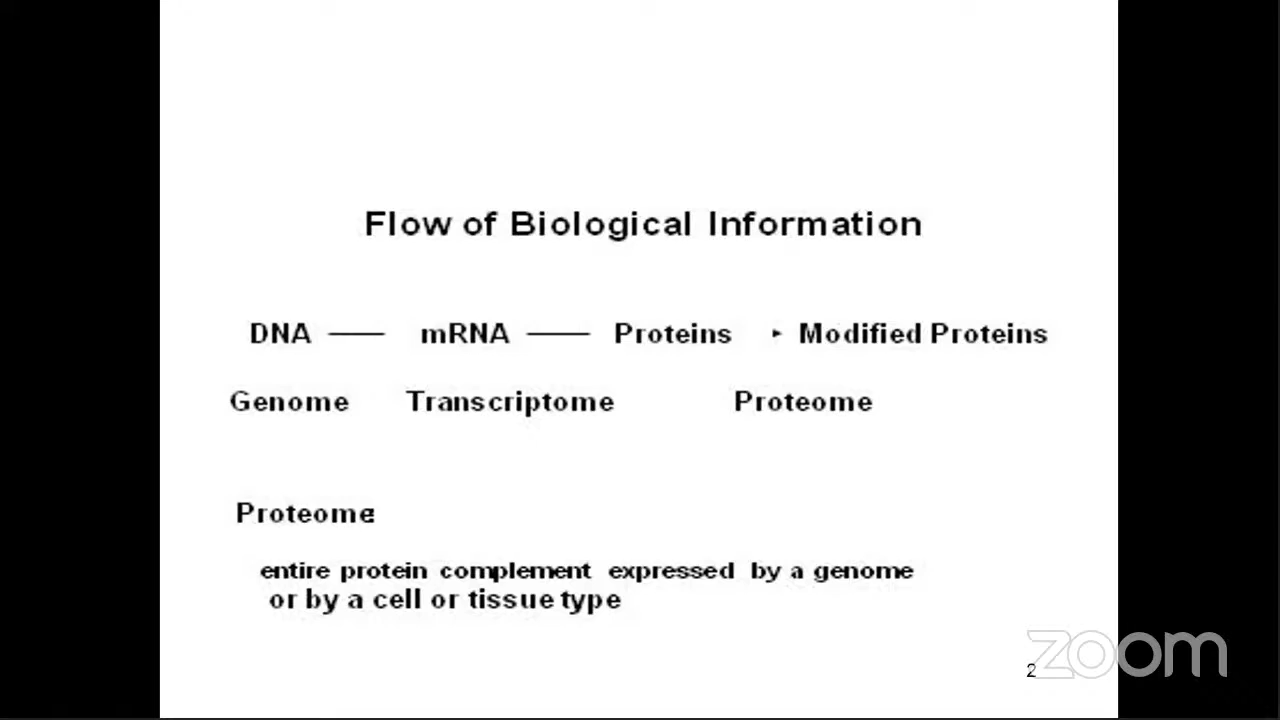 Flow of Biological Information
DNA mRNA Proteins Modified Proteins
Genome Transcriptome Proteome
Proteome:
entire protein complement expressed by a genome
or by a cell or tissue type
2
zoom